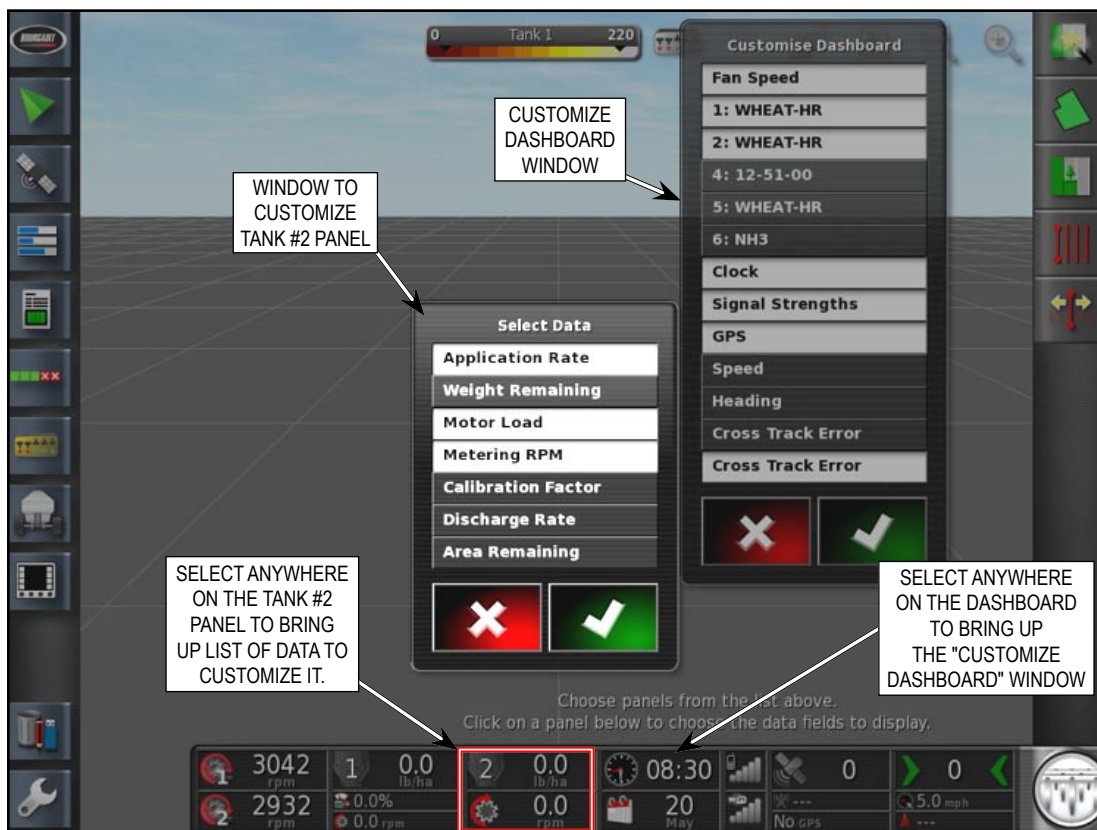 BOURGAULT
0 Tank 1 220
Customise Dashboard
Fan Speed
1: WHEAT-HR
2: WHEAT-HR
4: 12-51-00
5: WHEAT-HR
6: NH3
Clock
Signal Strengths
GPS
Speed
Heading
Cross Track Error
Cross Track Error
CUSTOMIZE
DASHBOARD
WINDOW
WINDOW TO
CUSTOMIZE
TANK #2 PANEL
Select Data
Application Rate
Weight Remaining
Motor Load
Metering RPM
Calibration Factor
Discharge Rate
Area Remaining
SELECT ANYWHERE
ON THE TANK #2
PANEL TO BRING
UP LIST OF DATA TO
CUSTOMIZE IT.
SELECT ANYWHERE
ON THE DASHBOARD
TO BRING UP
THE "CUSTOMIZE
DASHBOARD" WINDOW
Choose panels from the list above.
Click on a panel below to choose the data fields to display.
1 3042 rpm
2 2932 rpm
1 0.0 lb/ha
0.0%
0.0 rpm
2 0.0 lb/ha
0.0 rpm
08:30
20 May
0
---
No GPS
0
5.0 mph
---